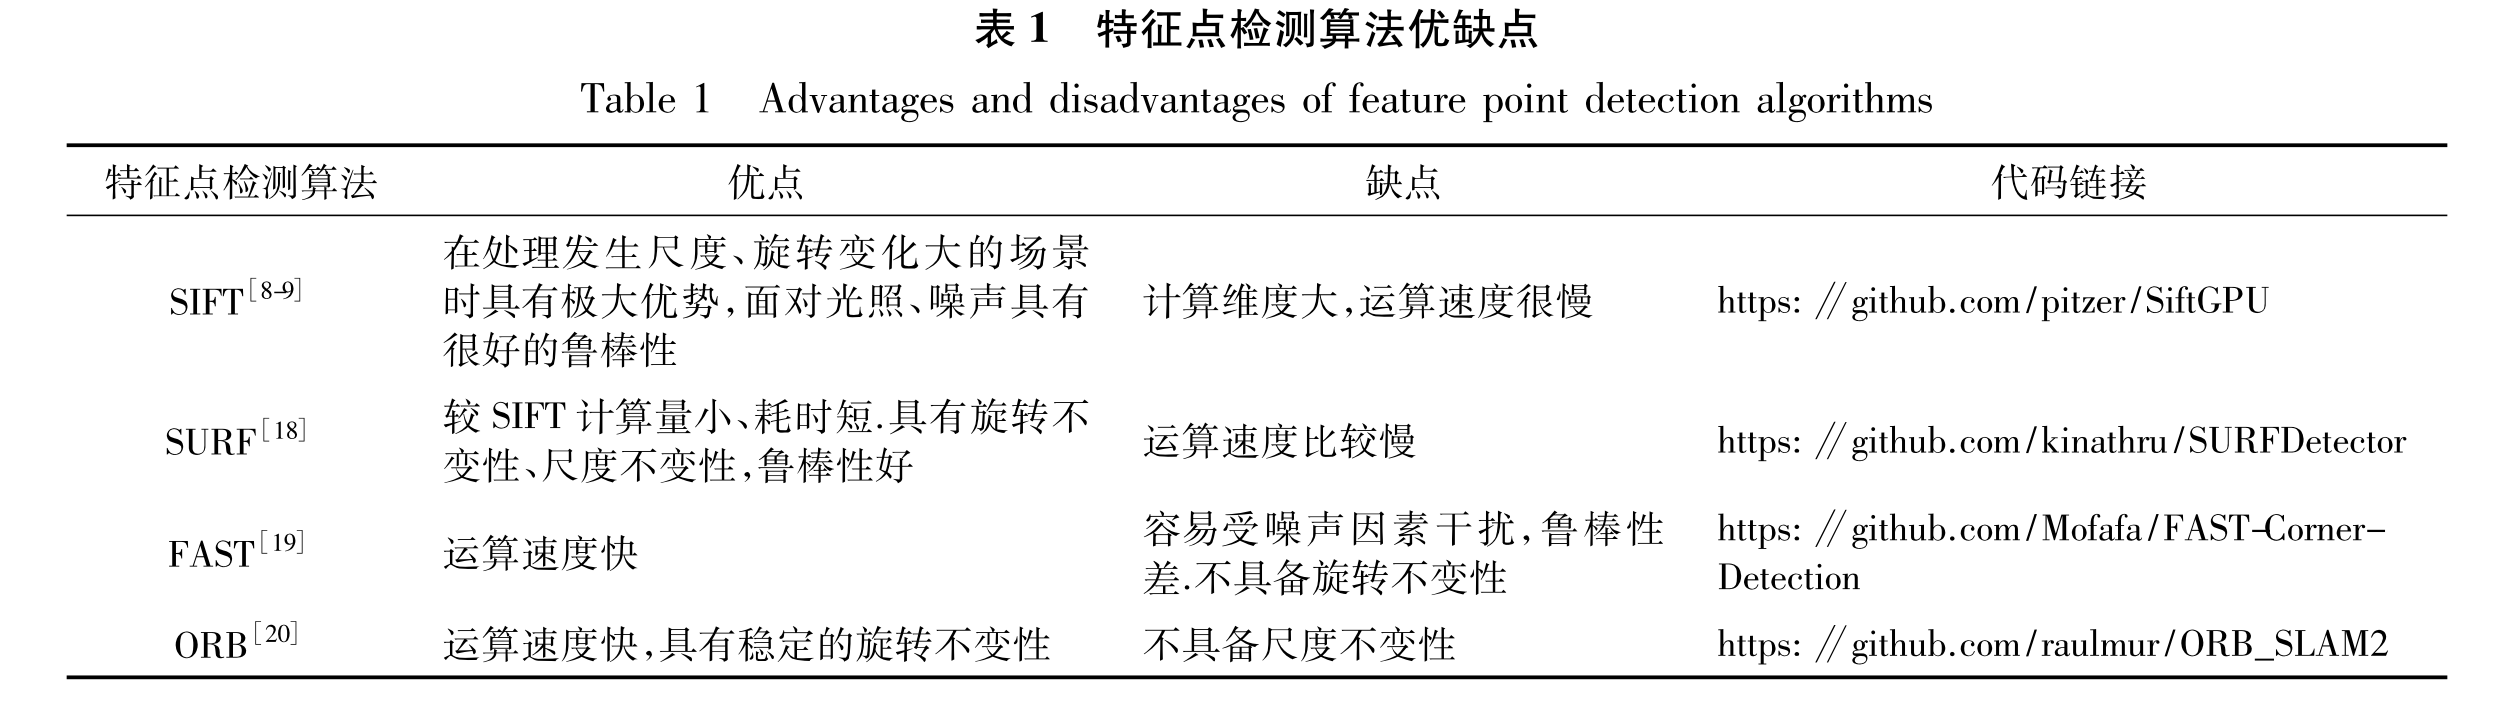 表 1 特征点检测算法优缺点
Table 1 Advantages and disadvantages of feature point detection algorithms
特征点检测算法 优点 缺点 代码链接
SIFT[8-9] 在处理发生尺度、旋转变化大的场景
时具有较大优势,面对光照、噪声具有
很好的鲁棒性
计算维度大,运算速度很慢
https://github.com/pitzer/SiftGPU
SURF[18] 较 SIFT 计算量小、耗时短.具有旋转不
变性、尺度不变性,鲁棒性好
运算速度比较慢
https://github.com/kinathru/SURFDetector
FAST[19] 运算速度快
容易受噪声因素干扰,鲁棒性
差.不具备旋转不变性
https://github.com/Mofafa/FAST-Corner-
Detection
ORB[20] 运算速度快,具有稳定的旋转不变性 不具备尺度不变性 https://github.com/raulmur/ORB_SLAM2